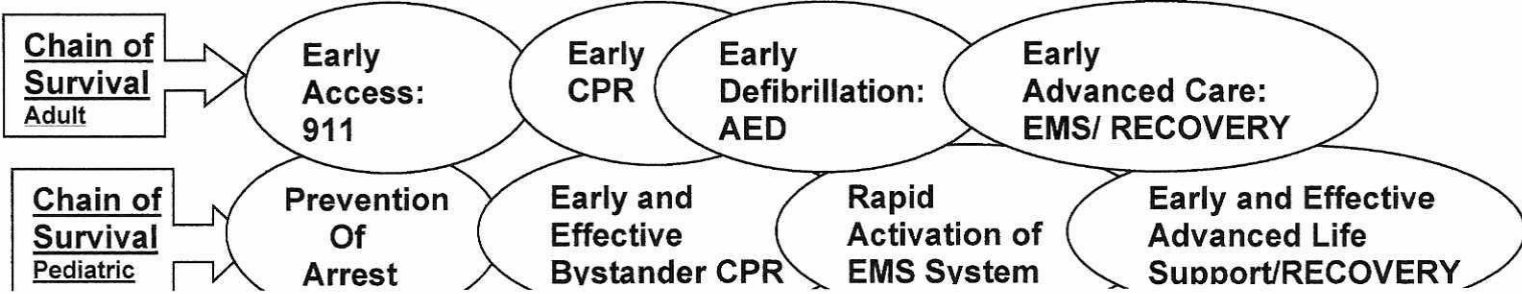 Chain of
Survival
Adult
Early
Access:
911
Early
CPR
Early
Defibrillation:
AED
Early
Advanced Care:
EMS/ RECOVERY
Chain of
Survival
Pediatric
Prevention
Of
Arrest
Early and
Effective
Bystander CPR
Rapid
Activation of
EMS System
Early and Effective
Advanced Life
Support/RECOVERY